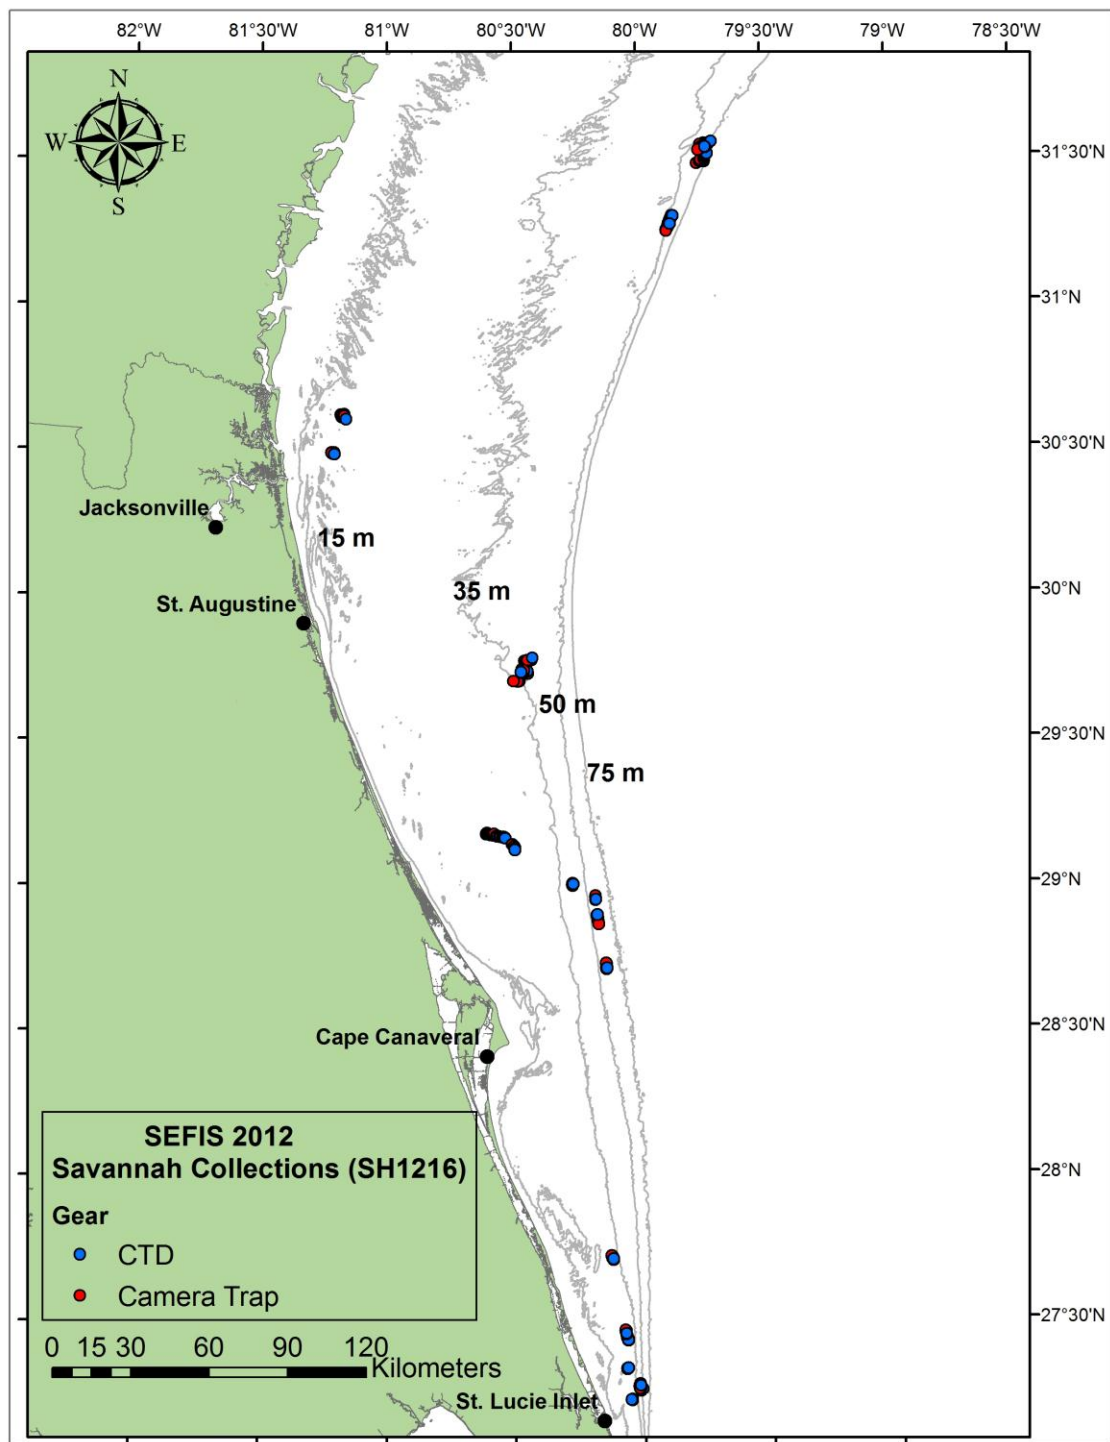 82°W 81°30'W 81°W 80°30'W 80°W 79°30'W 79°W 78°30'W
N
W E
S
31°30'N
31°N
30°30'N
Jacksonville
15 m
30°N
35 m
St. Augustine
50 m
29°30'N
75 m
29°N
28°30'N
Cape Canaveral
SEFIS 2012
Savannah Collections (SH1216)
28°N
Gear
CTD
Camera Trap
27°30'N
0 15 30 60 90 120
Kilometers
St. Lucie Inlet